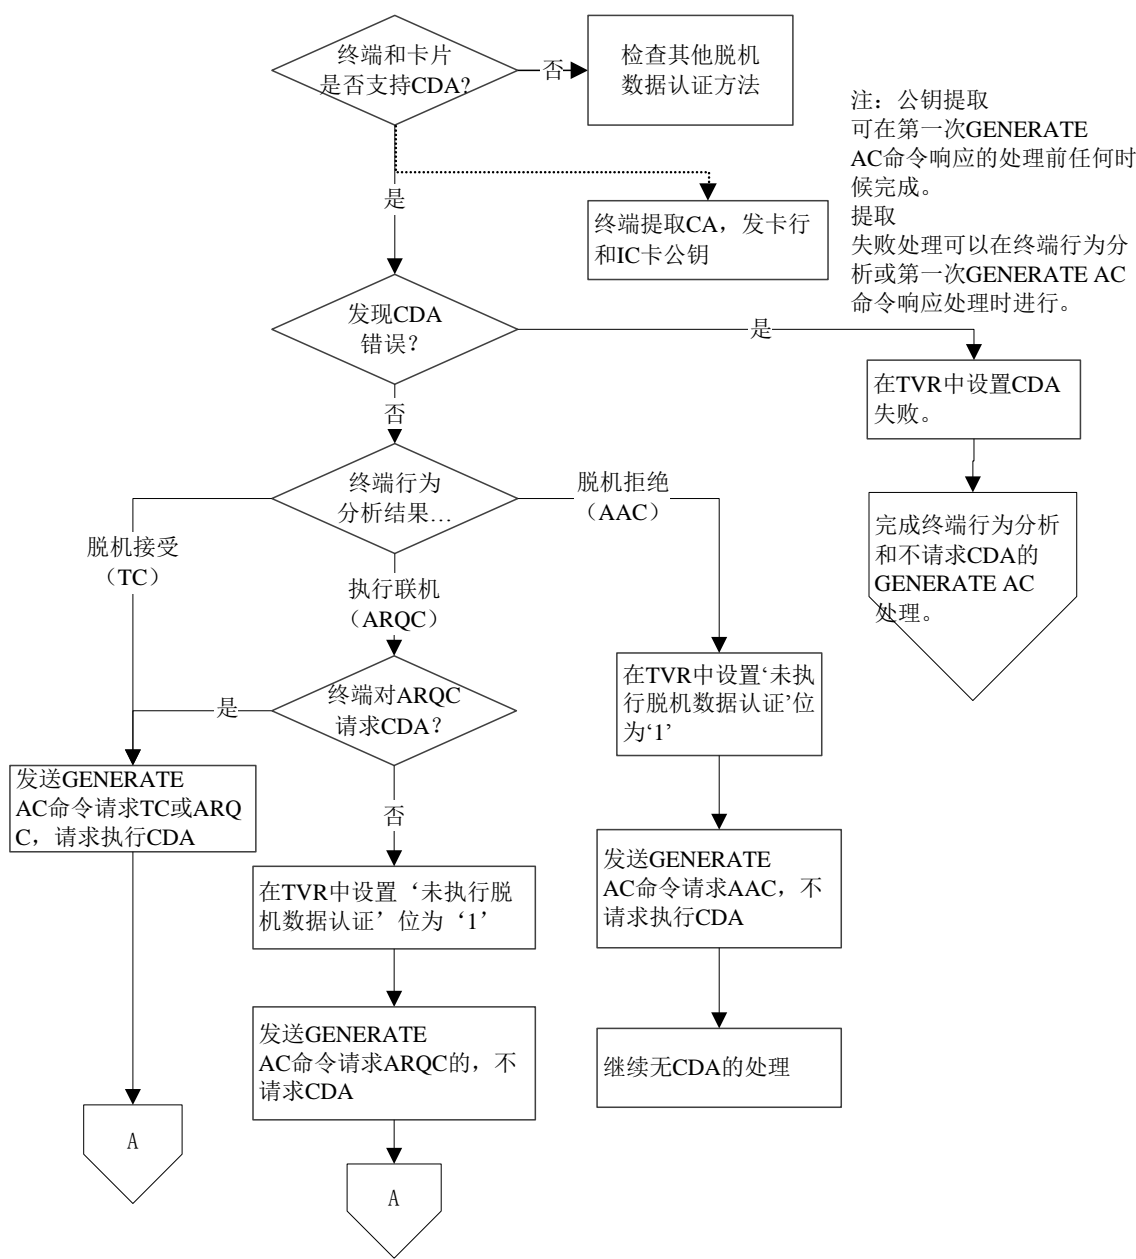 终端和卡片
是否支持CDA?
否
检查其他脱机
数据认证方法
注：公钥提取
可在第一次GENERATE
AC命令响应的处理前任何时
候完成。
提取
失败处理可以在终端行为分
析或第一次GENERATE AC
命令响应处理时进行。
是
终端提取CA，发卡行
和IC卡公钥
发现CDA
错误？
是
在TVR中设置CDA
失败。
否
终端行为
分析结果…
脱机拒绝
（AAC）
完成终端行为分析
和不请求CDA的
GENERATE AC
处理。
脱机接受
（TC）
执行联机
（ARQC）
终端对ARQC
请求CDA？
是
在TVR中设置‘未执
行脱机数据认证’位
为‘1’
发送GENERATE
AC命令请求TC或ARQ
C，请求执行CDA
否
发送GENERATE
AC命令请求AAC，不
请求执行CDA
在TVR中设置‘未执行脱
机数据认证’位为‘1’
发送GENERATE
AC命令请求ARQC的，不
请求CDA
继续无CDA的处理
A
A